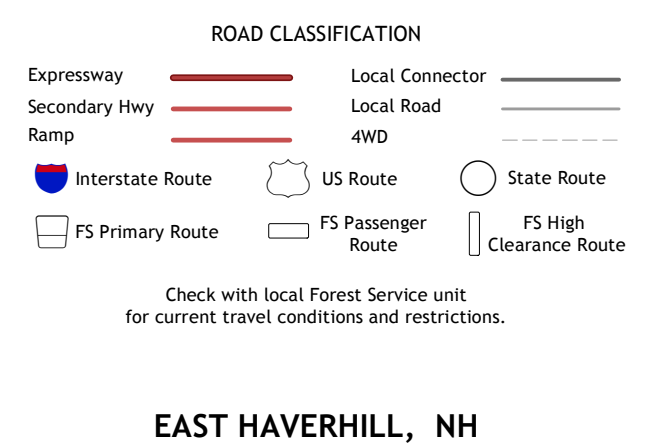 ROAD CLASSIFICATION
Expressway
Local Connector
Secondary Hwy
Local Road
Ramp
4WD
Interstate Route
US Route
State Route
FS Primary Route
FS Passenger
Route
FS High
Clearance Route
Check with local Forest Service unit
for current travel conditions and restrictions.
EAST HAVERHILL, NH